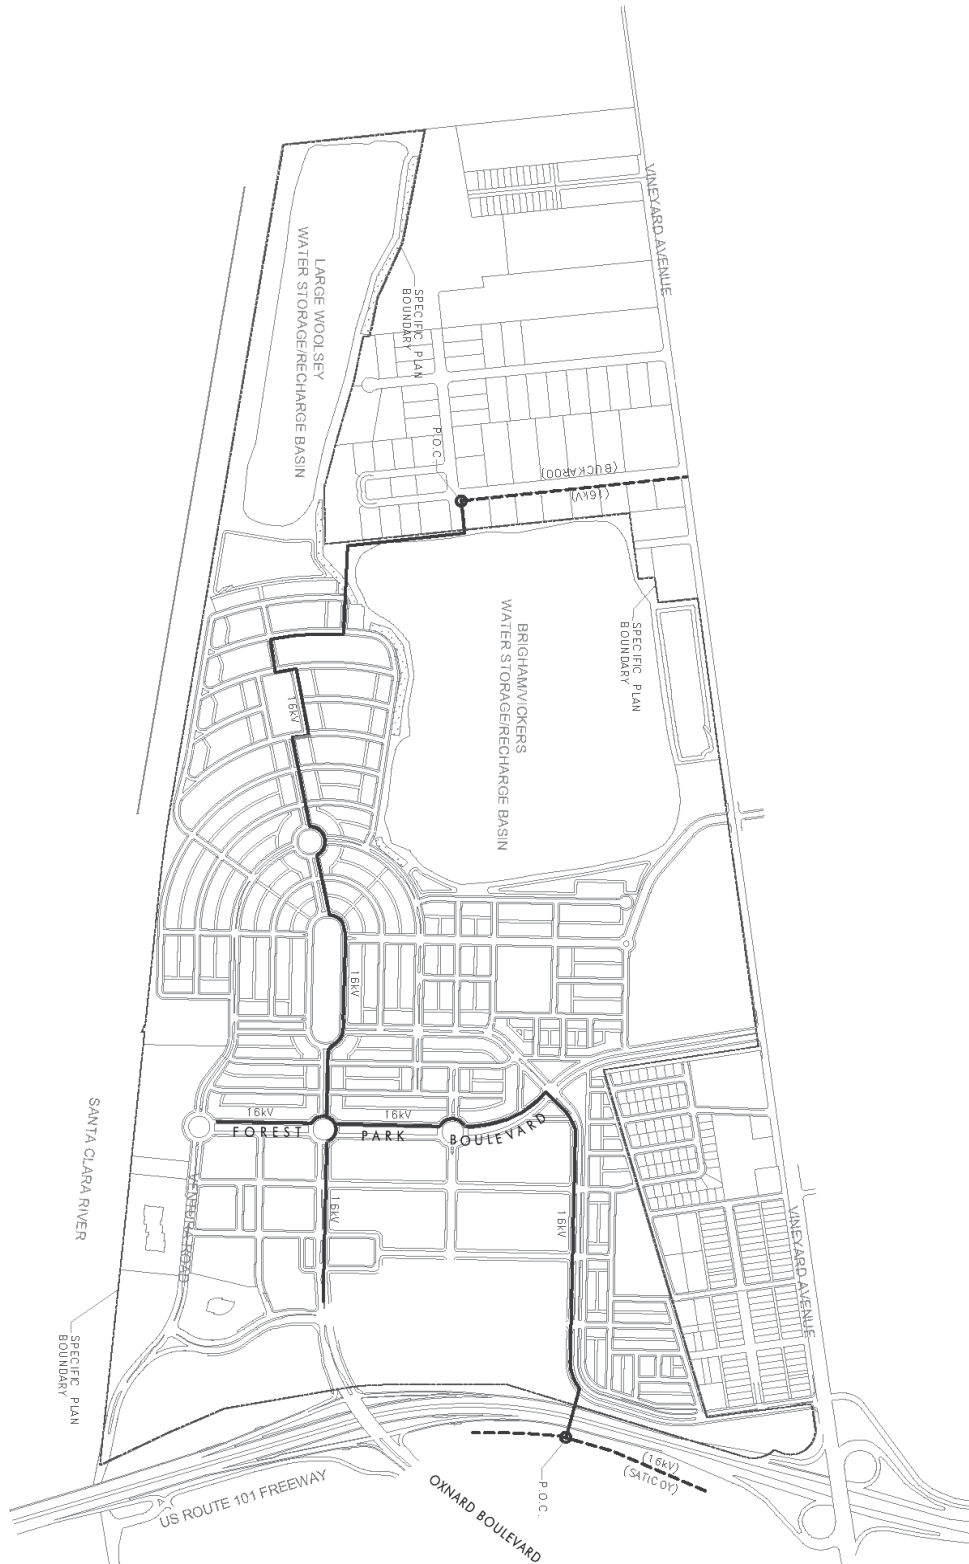 VINEYARD AVENUE
LARGE WOOLSEY
WATER STORAGE/RECHARGE BASIN
SPECIFIC PLAN
BOUNDARY
P.O.C.
(BUCKAROO)
(16kV)
BRIGHAM/VICKERS
WATER STORAGE/RECHARGE BASIN
SPECIFIC PLAN
BOUNDARY
16kV
16kV
16kV
16kV
FOREST PARK BOULEVARD
SANTA CLARA RIVER
VENTURA ROAD
16kV
16kV
VINEYARD AVENUE
SPECIFIC PLAN
BOUNDARY
(16kV)
(SATICOY)
P.O.C.
US ROUTE 101 FREEWAY
OXNARD BOULEVARD